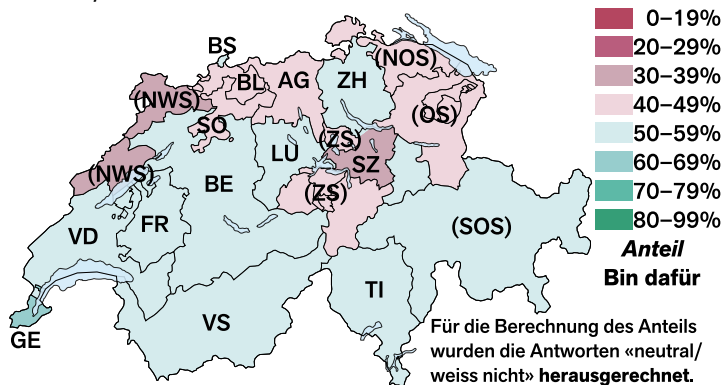 BS
(NOS)
BL
AG
ZH
(NWS)
(OS)
SO
(ZS)
LU
SZ
(NWS)
BE
(ZS)
FR
VD
(SOS)
TI
VS
GE
0–19%
20–29%
30–39%
40–49%
50–59%
60–69%
70–79%
80–99%
Anteil
Bin dafür
Für die Berechnung des Anteils
wurden die Antworten «neutral/
weiss nicht» herausgerechnet.